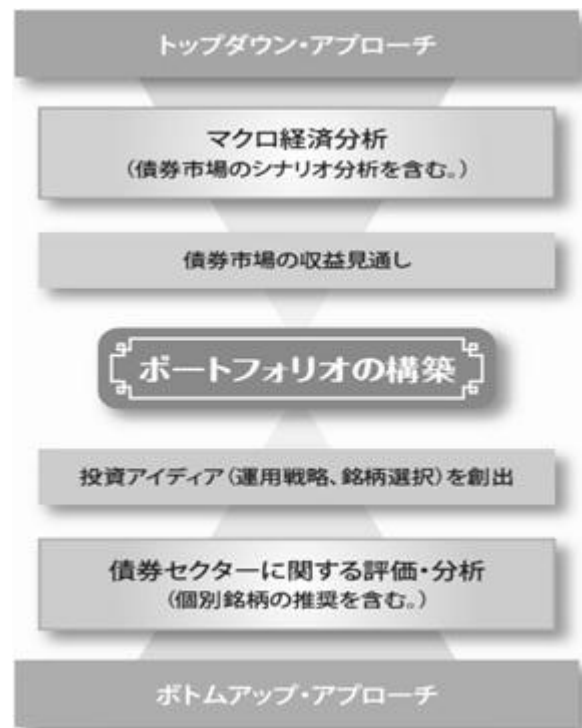 トップダウン・アプローチ
マクロ経済分析
(債券市場のシナリオ分析を含む。)
債券市場の収益見通し
ポートフォリオの構築
投資アイディア(運用戦略、銘柄選択)を創出
債券セクターに関する評価・分析
(個別銘柄の推奨を含む。)
ボトムアップ・アプローチ